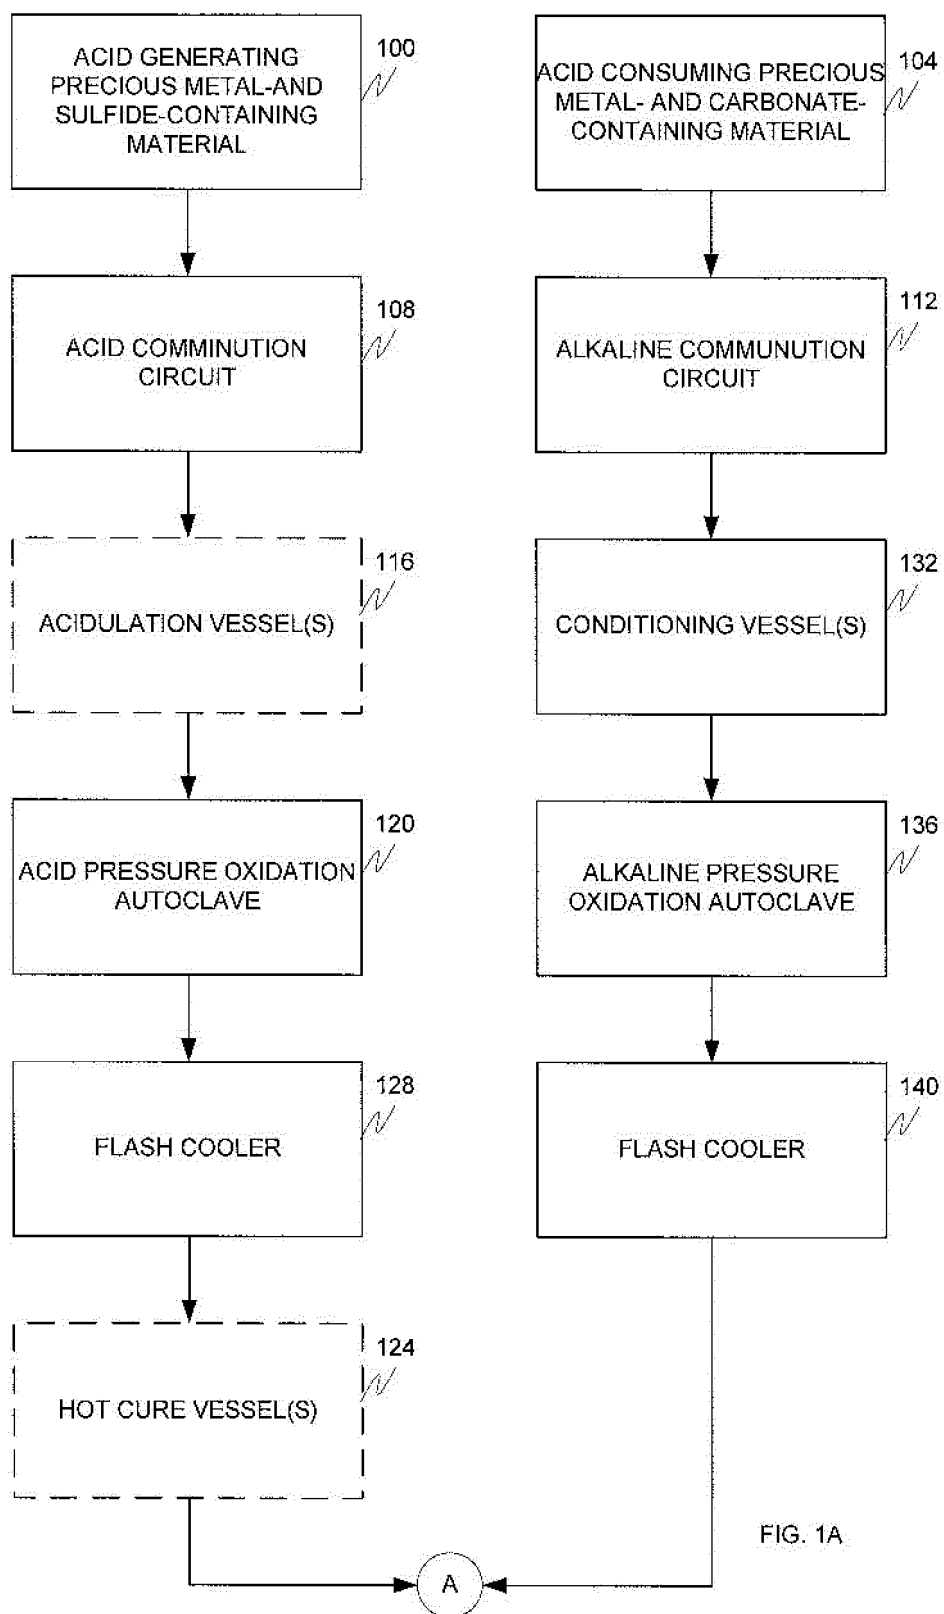 ACID GENERATING
PRECIOUS METAL-AND
SULFIDE-CONTAINING
MATERIAL
100
ACID CONSUMING PRECIOUS
METAL- AND CARBONATE-
CONTAINING MATERIAL
104
ACID COMMINUTION
CIRCUIT
108
ALKALINE COMMUNUTION
CIRCUIT
112
ACIDULATION VESSEL(S)
116
CONDITIONING VESSEL(S)
132
ACID PRESSURE OXIDATION
AUTOCLAVE
120
ALKALINE PRESSURE
OXIDATION AUTOCLAVE
136
FLASH COOLER
128
FLASH COOLER
140
HOT CURE VESSEL(S)
124
FIG. 1A
A